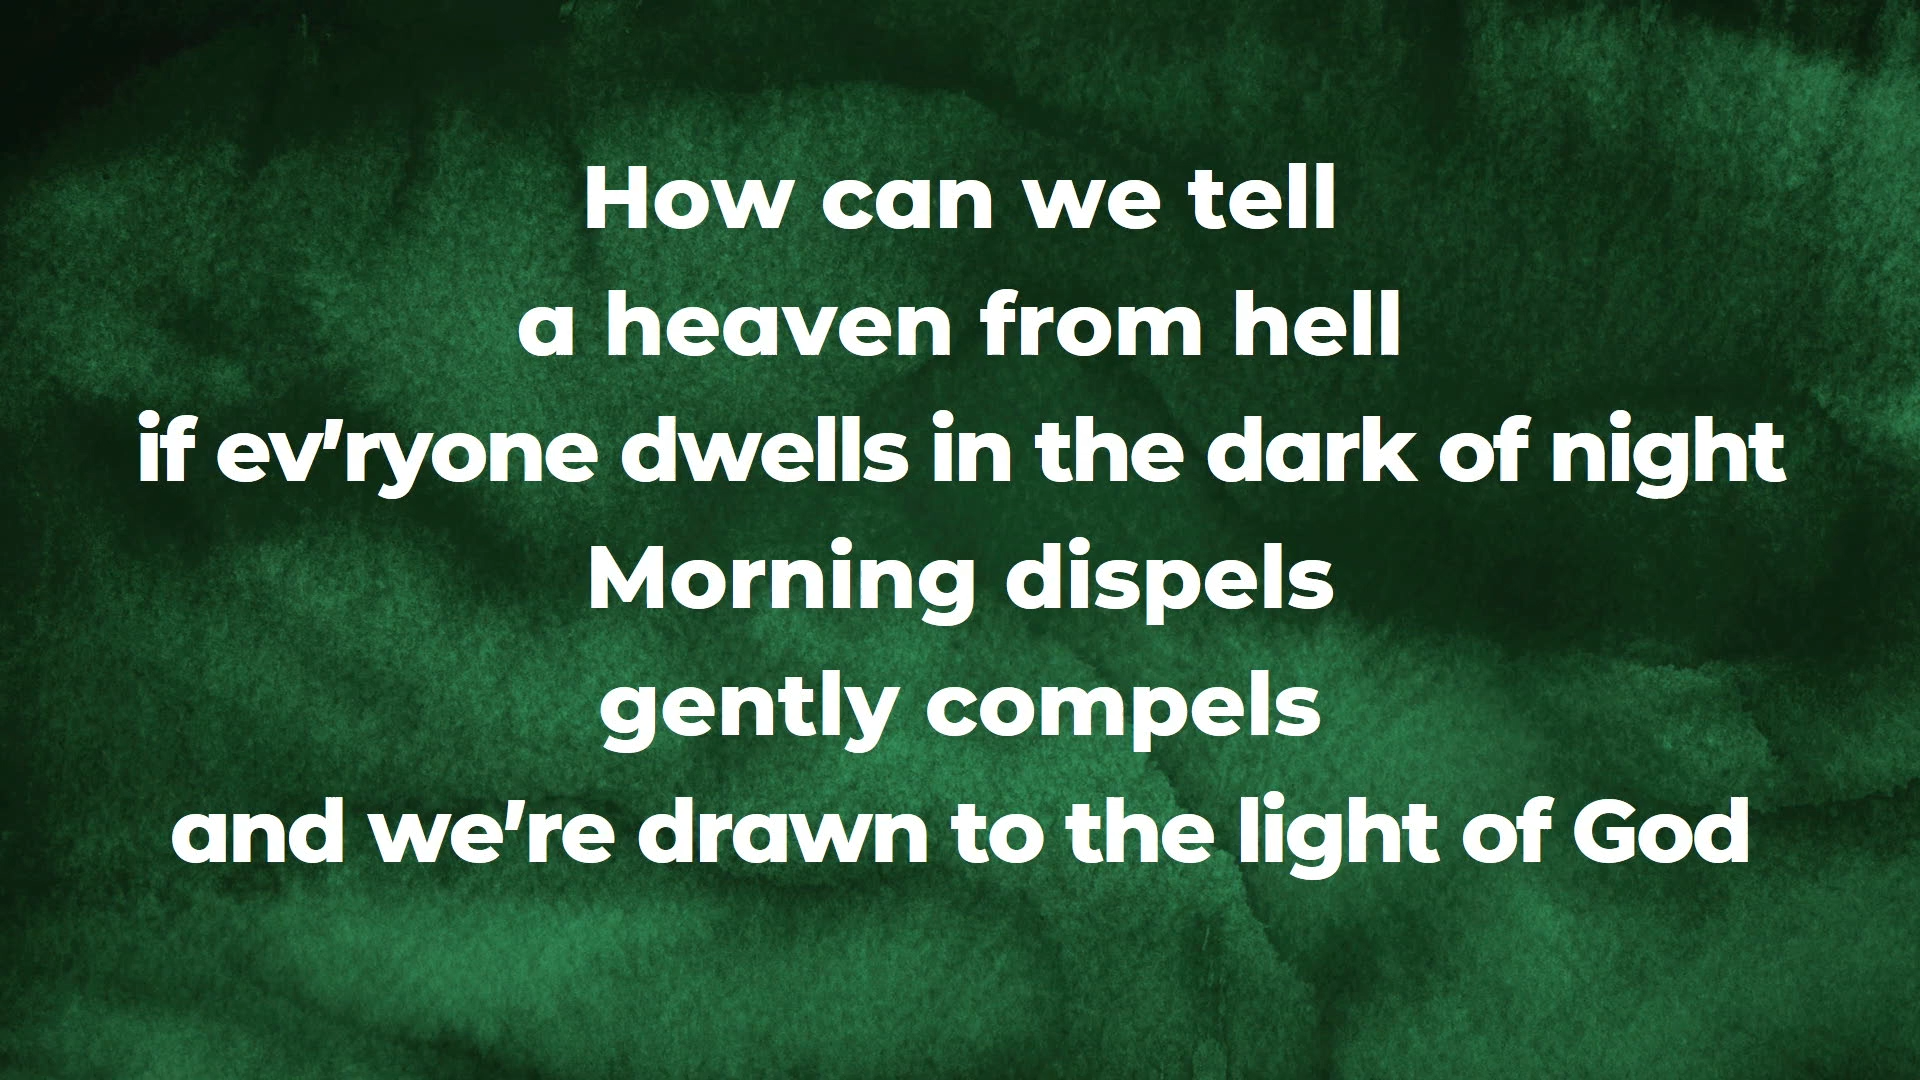 How can we tell
a heaven from hell
if ev'ryone dwells in the dark of night
Morning dispels
gently compels
and we're drawn to the light of God